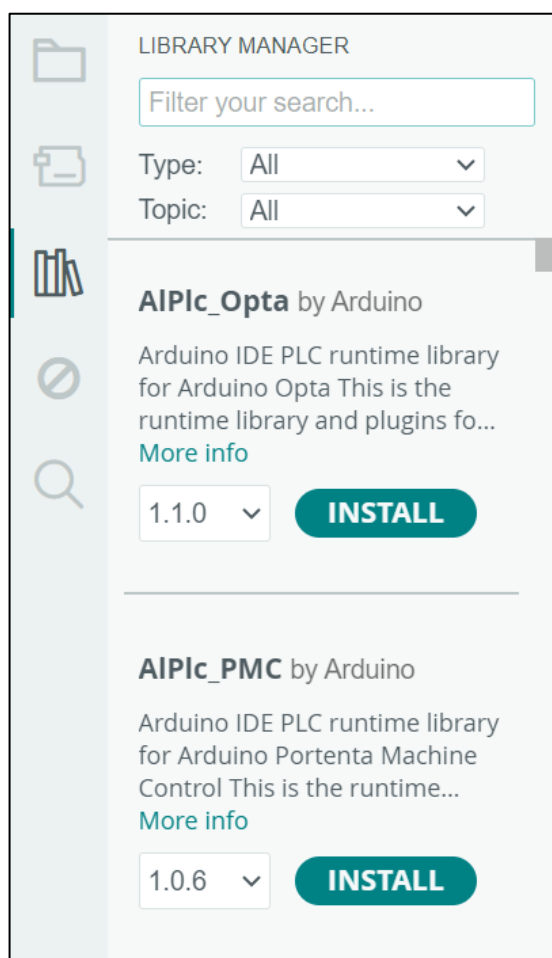 LIBRARY MANAGER
Filter your search...
Type: All
Topic: All
AlPlc_Opta by Arduino
Arduino IDE PLC runtime library
for Arduino Opta This is the
runtime library and plugins fo...
More info
1.1.0 INSTALL
AlPlc_PMC by Arduino
Arduino IDE PLC runtime library
for Arduino Portenta Machine
Control This is the runtime...
More info
1.0.6 INSTALL